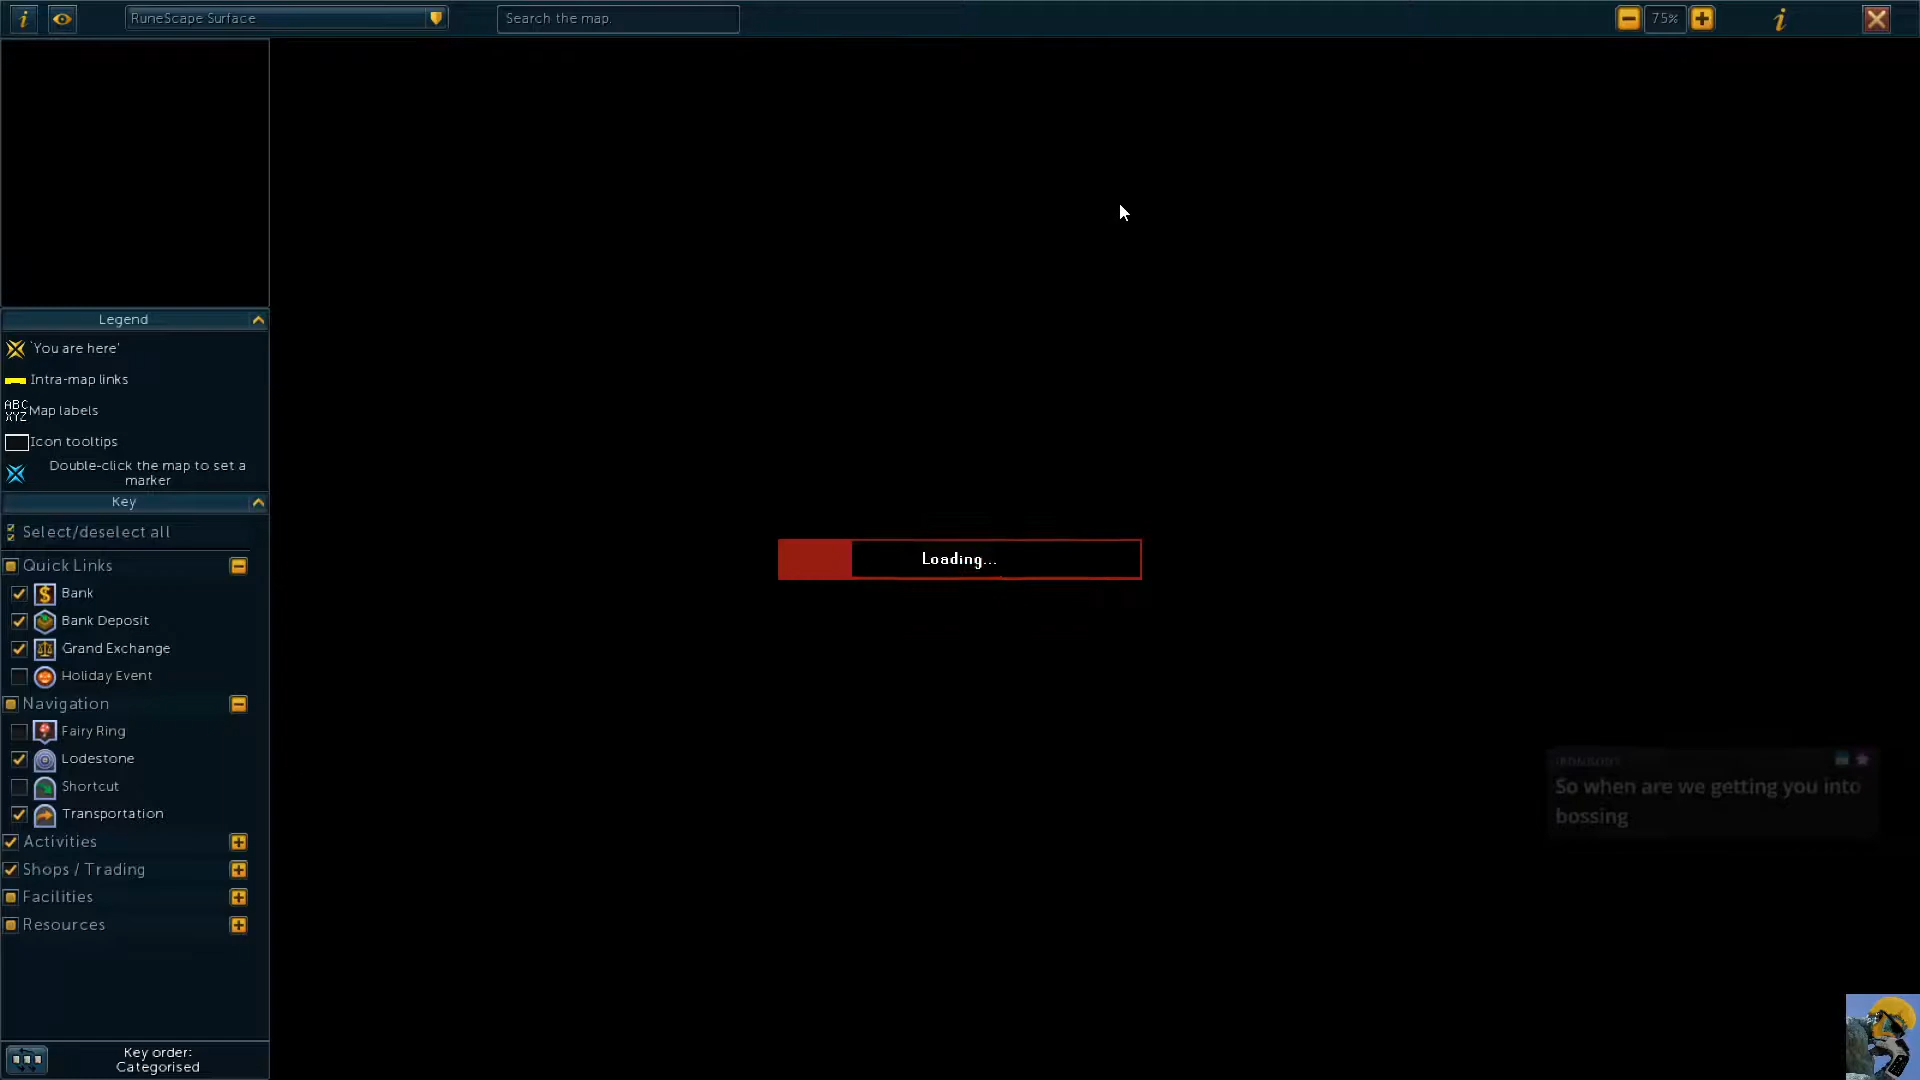 RuneScape Surface
Search the map.
75%
Legend
'You are here'
Intra-map links
ABC
XYZ
Map labels
Icon tooltips
Double-click the map to set a
marker
Key
Select/deselect all
Quick Links
Bank
Bank Deposit
Grand Exchange
Holiday Event
Navigation
Fairy Ring
Lodestone
Shortcut
Transportation
Activities
Shops / Trading
Facilities
Resources
Key order:
Categorised
Loading...
So when are we getting you into
bossing